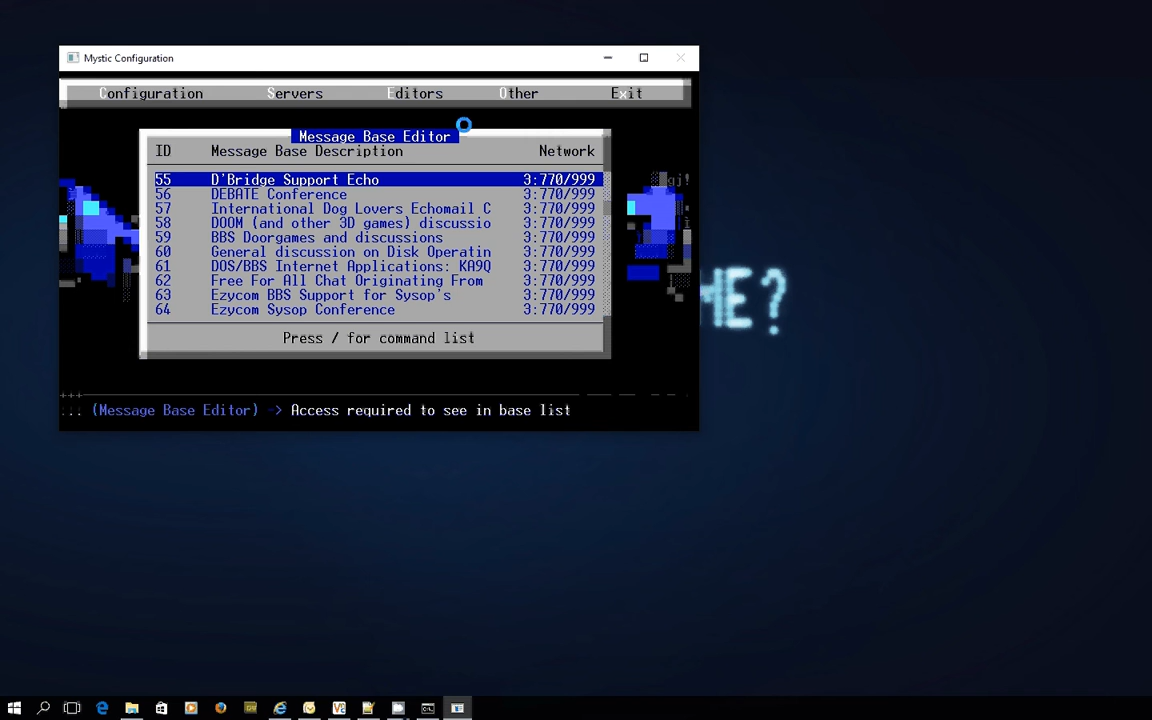 Mystic Configuration
Configuration Servers Editors Other Exit
Message Base Editor
ID Message Base Description Network
55 D'Bridge Support Echo 3:770/999
56 DEBATE Conference 3:770/999
57 International Dog Lovers Echomail C 3:770/999
58 DOOM (and other 3D games) discussio 3:770/999
59 BBS Doorgames and discussions 3:770/999
60 General discussion on Disk Operatin 3:770/999
61 DOS/BBS Internet Applications: KA9Q 3:770/999
62 Free For All Chat Originating From 3:770/999
63 Ezycom BBS Support for Sysop's 3:770/999
64 Ezycom Sysop Conference 3:770/999
Press / for command list
gj!
ME?
+++
... (Message Base Editor) -> Access required to see in base list